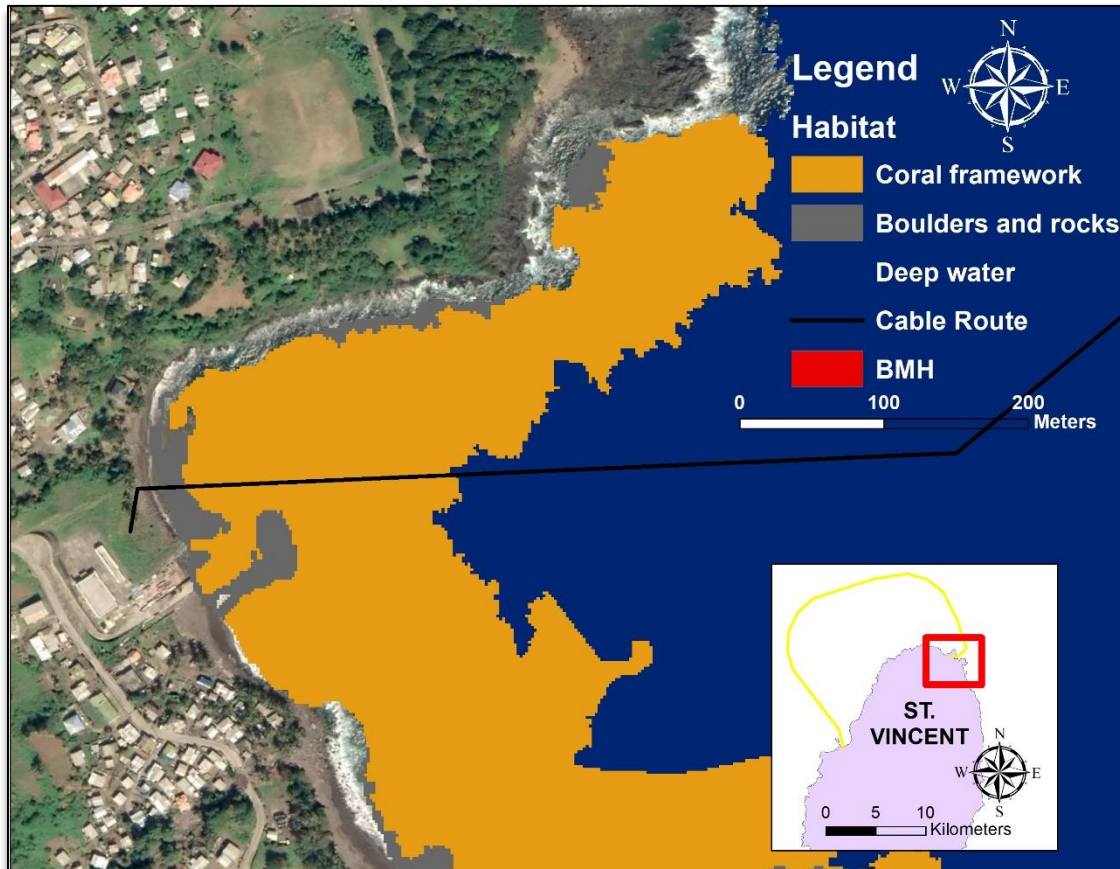 Legend
N
W E
S
Habitat
Coral framework
Boulders and rocks
Deep water
Cable Route
BMH
0 100 200
Meters
ST.
VINCENT
N
W E
S
0 5 10
Kilometers